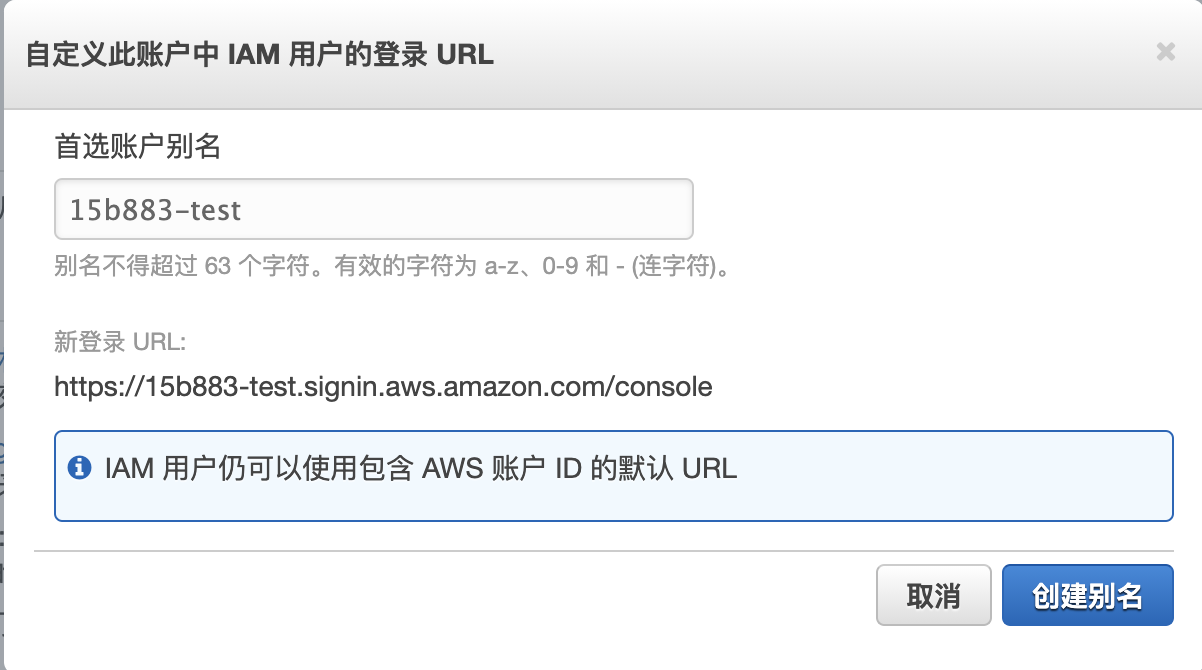 自定义此账户中 IAM 用户的登录 URL
首选账户别名
15b883-test
别名不得超过 63 个字符。有效的字符为 a-z、0-9 和 - (连字符)。
新登录 URL:
https://15b883-test.signin.aws.amazon.com/console
IAM 用户仍可以使用包含 AWS 账户 ID 的默认 URL
取消
创建别名